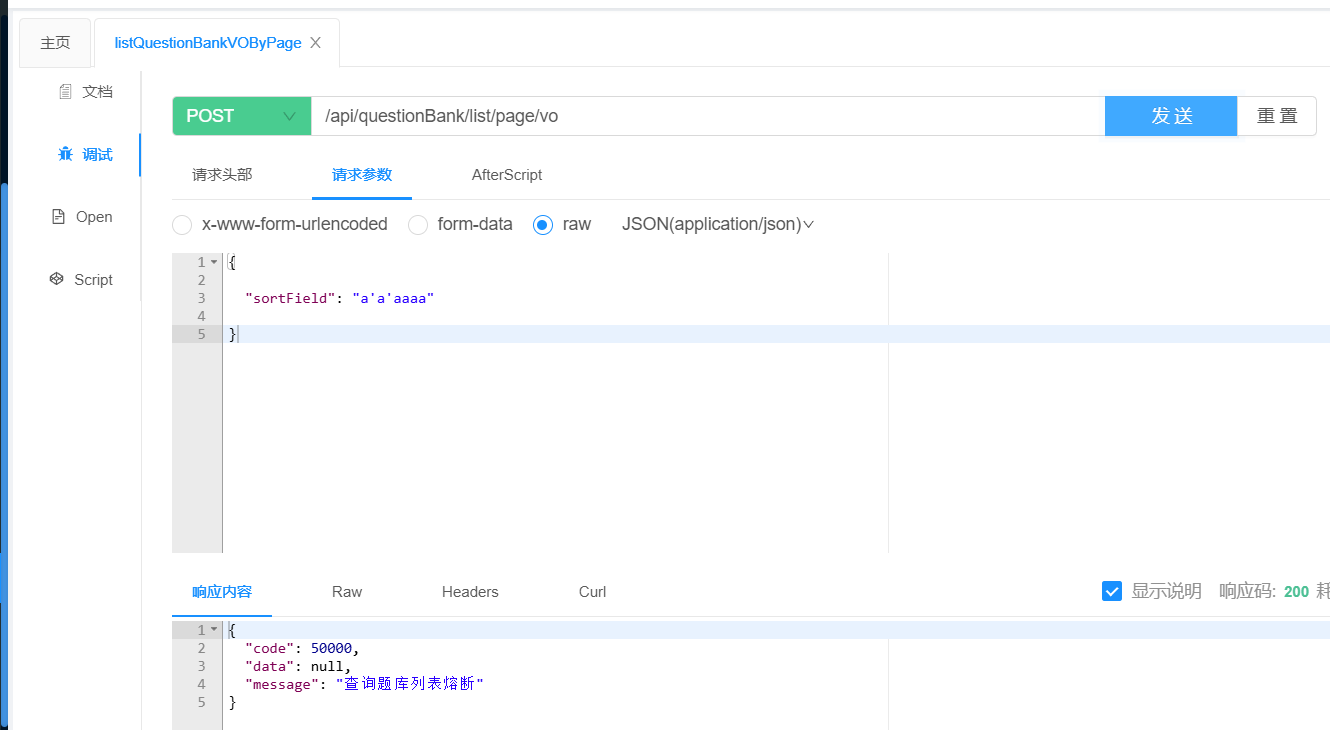 主页
listQuestionBankVOByPage
文档
调试
Open
Script
POST
/api/questionBank/list/page/vo
发 送
重 置
请求头部
请求参数
AfterScript
x-www-form-urlencoded
form-data
raw
JSON(application/json)
1 {
2
3 "sortField": "a'a'aaaa"
4
5 }
响应内容
Raw
Headers
Curl
显示说明
响应码: 200 耗
1 {
2 "code": 50000,
3 "data": null,
4 "message": "查询题库列表熔断"
5 }